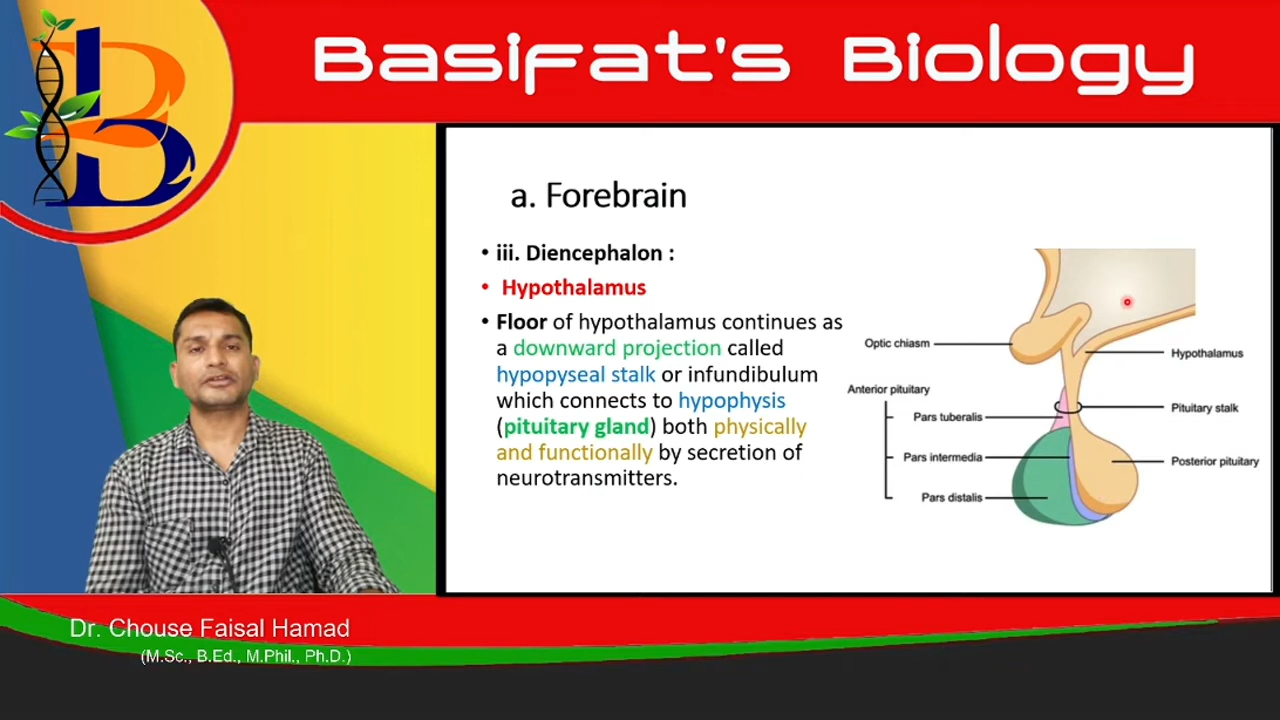 Basifat's Biology
a. Forebrain
• iii. Diencephalon :
• Hypothalamus
• Floor of hypothalamus continues as
a downward projection called
hypopyseal stalk or infundibulum
which connects to hypophysis
(pituitary gland) both physically
and functionally by secretion of
neurotransmitters.
Optic chiasm
Hypothalamus
Anterior pituitary
Pituitary stalk
Pars tuberalis
Pars intermedia
Posterior pituitary
Pars distalis
Dr. Chouse Faisal Hamad
(M.Sc., B.Ed., M.Phil., Ph.D.)